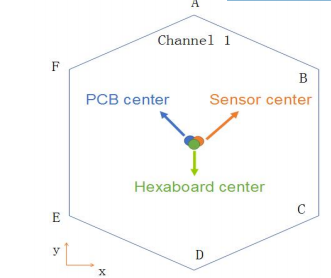 A
Channel 1
F
B
PCB center
Sensor center
Hexaboard center
E
C
y
D
x